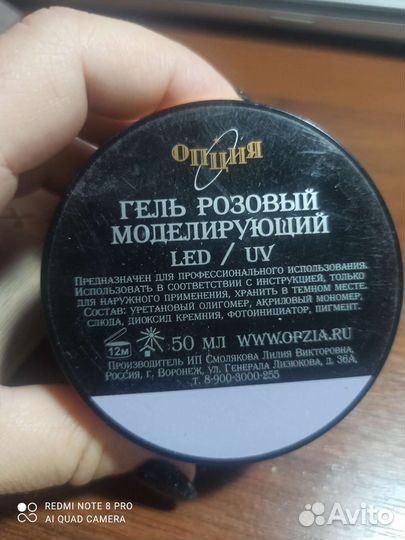 ОПЦИЯ
ГЕЛЬ РОЗОВЫЙ
МОДЕЛИРУЮЩИЙ
LED / UV
Предназначен для профессионального использования.
Использовать в соответствии с инструкцией, только
для наружного применения, хранить в темном месте.
Состав: уретановый олигомер, акриловый мономер,
слюда, диоксид кремния, фотоинициатор, пигмент.
12М
50 МЛ WWW.OPZIA.RU
Производитель ИП Смолякова Лилия Викторовна,
Россия, г. Воронеж, ул. Генерала Лизюкова, д. 36А,
т. 8-900-3000-255
REDMI NOTE 8 PRO
AI QUAD CAMERA
Avito